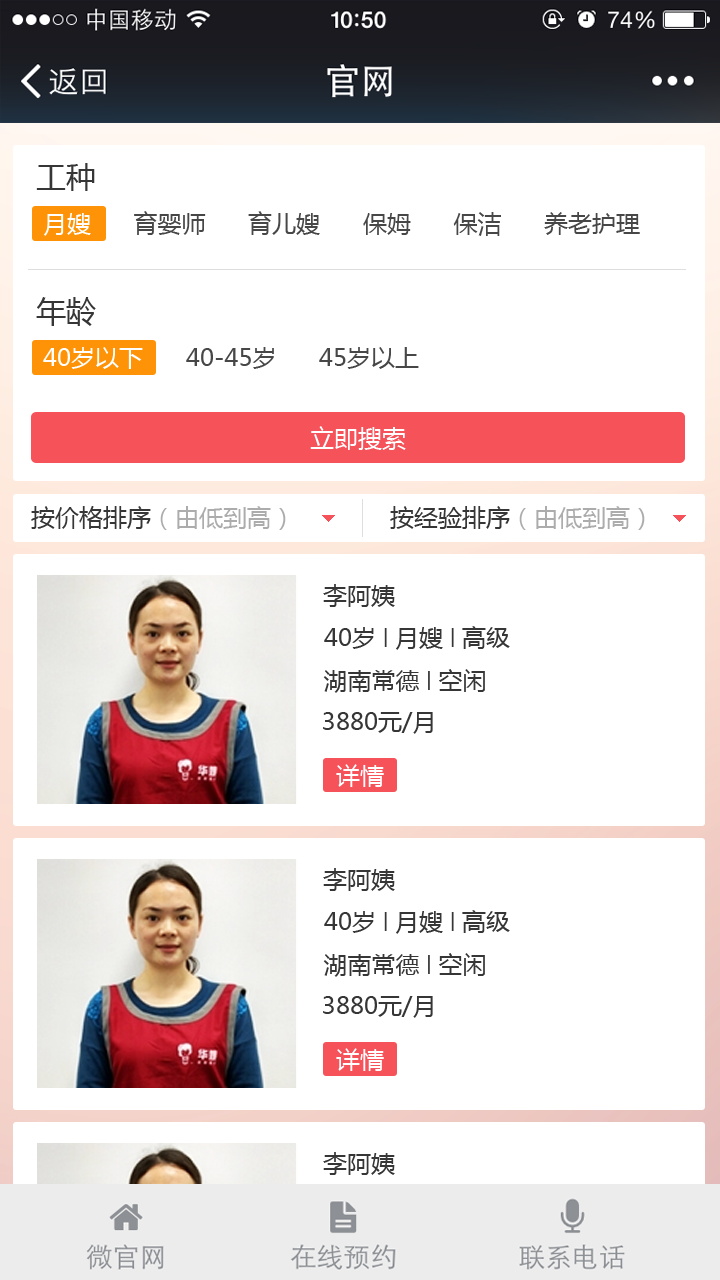 中国移动 10:50 74%
返回 官网
工种
月嫂 育婴师 育儿嫂 保姆 保洁 养老护理
年龄
40岁以下 40-45岁 45岁以上
立即搜索
按价格排序（由低到高） 按经验排序（由低到高）
李阿姨
40岁 | 月嫂 | 高级
湖南常德 | 空闲
3880元/月
详情
李阿姨
40岁 | 月嫂 | 高级
湖南常德 | 空闲
3880元/月
详情
李阿姨
微官网 在线预约 联系电话